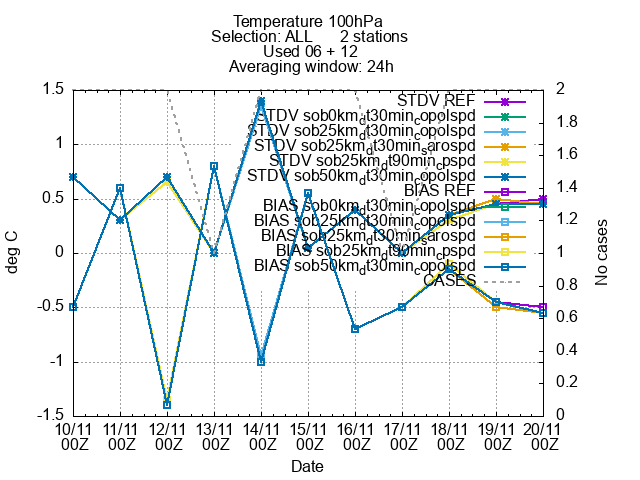 Temperature 100hPa
Selection: ALL 2 stations
Used 06 + 12
Averaging window: 24h
STDV REF
STDV sob0km_dt30min_copolspd
STDV sob25km_dt30min_copolspd
STDV sob25km_dt30min_sarospd
STDV sob25km_dt90min_cpspd
STDV sob50km_dt30min_copolspd
BIAS REF
BIAS sob0km_dt30min_copolspd
BIAS sob25km_dt30min_copolspd
BIAS sob25km_dt30min_sarospd
BIAS sob25km_dt90min_cpspd
BIAS sob50km_dt30min_copolspd
CASES
deg C
1.5
1
0.5
0
-0.5
-1
-1.5
No cases
2
1.8
1.6
1.4
1.2
1
0.8
0.6
0.4
0.2
0
10/11 11/11 12/11 13/11 14/11 15/11 16/11 17/11 18/11 19/11 20/11
00Z 00Z 00Z 00Z 00Z 00Z 00Z 00Z 00Z 00Z 00Z
Date